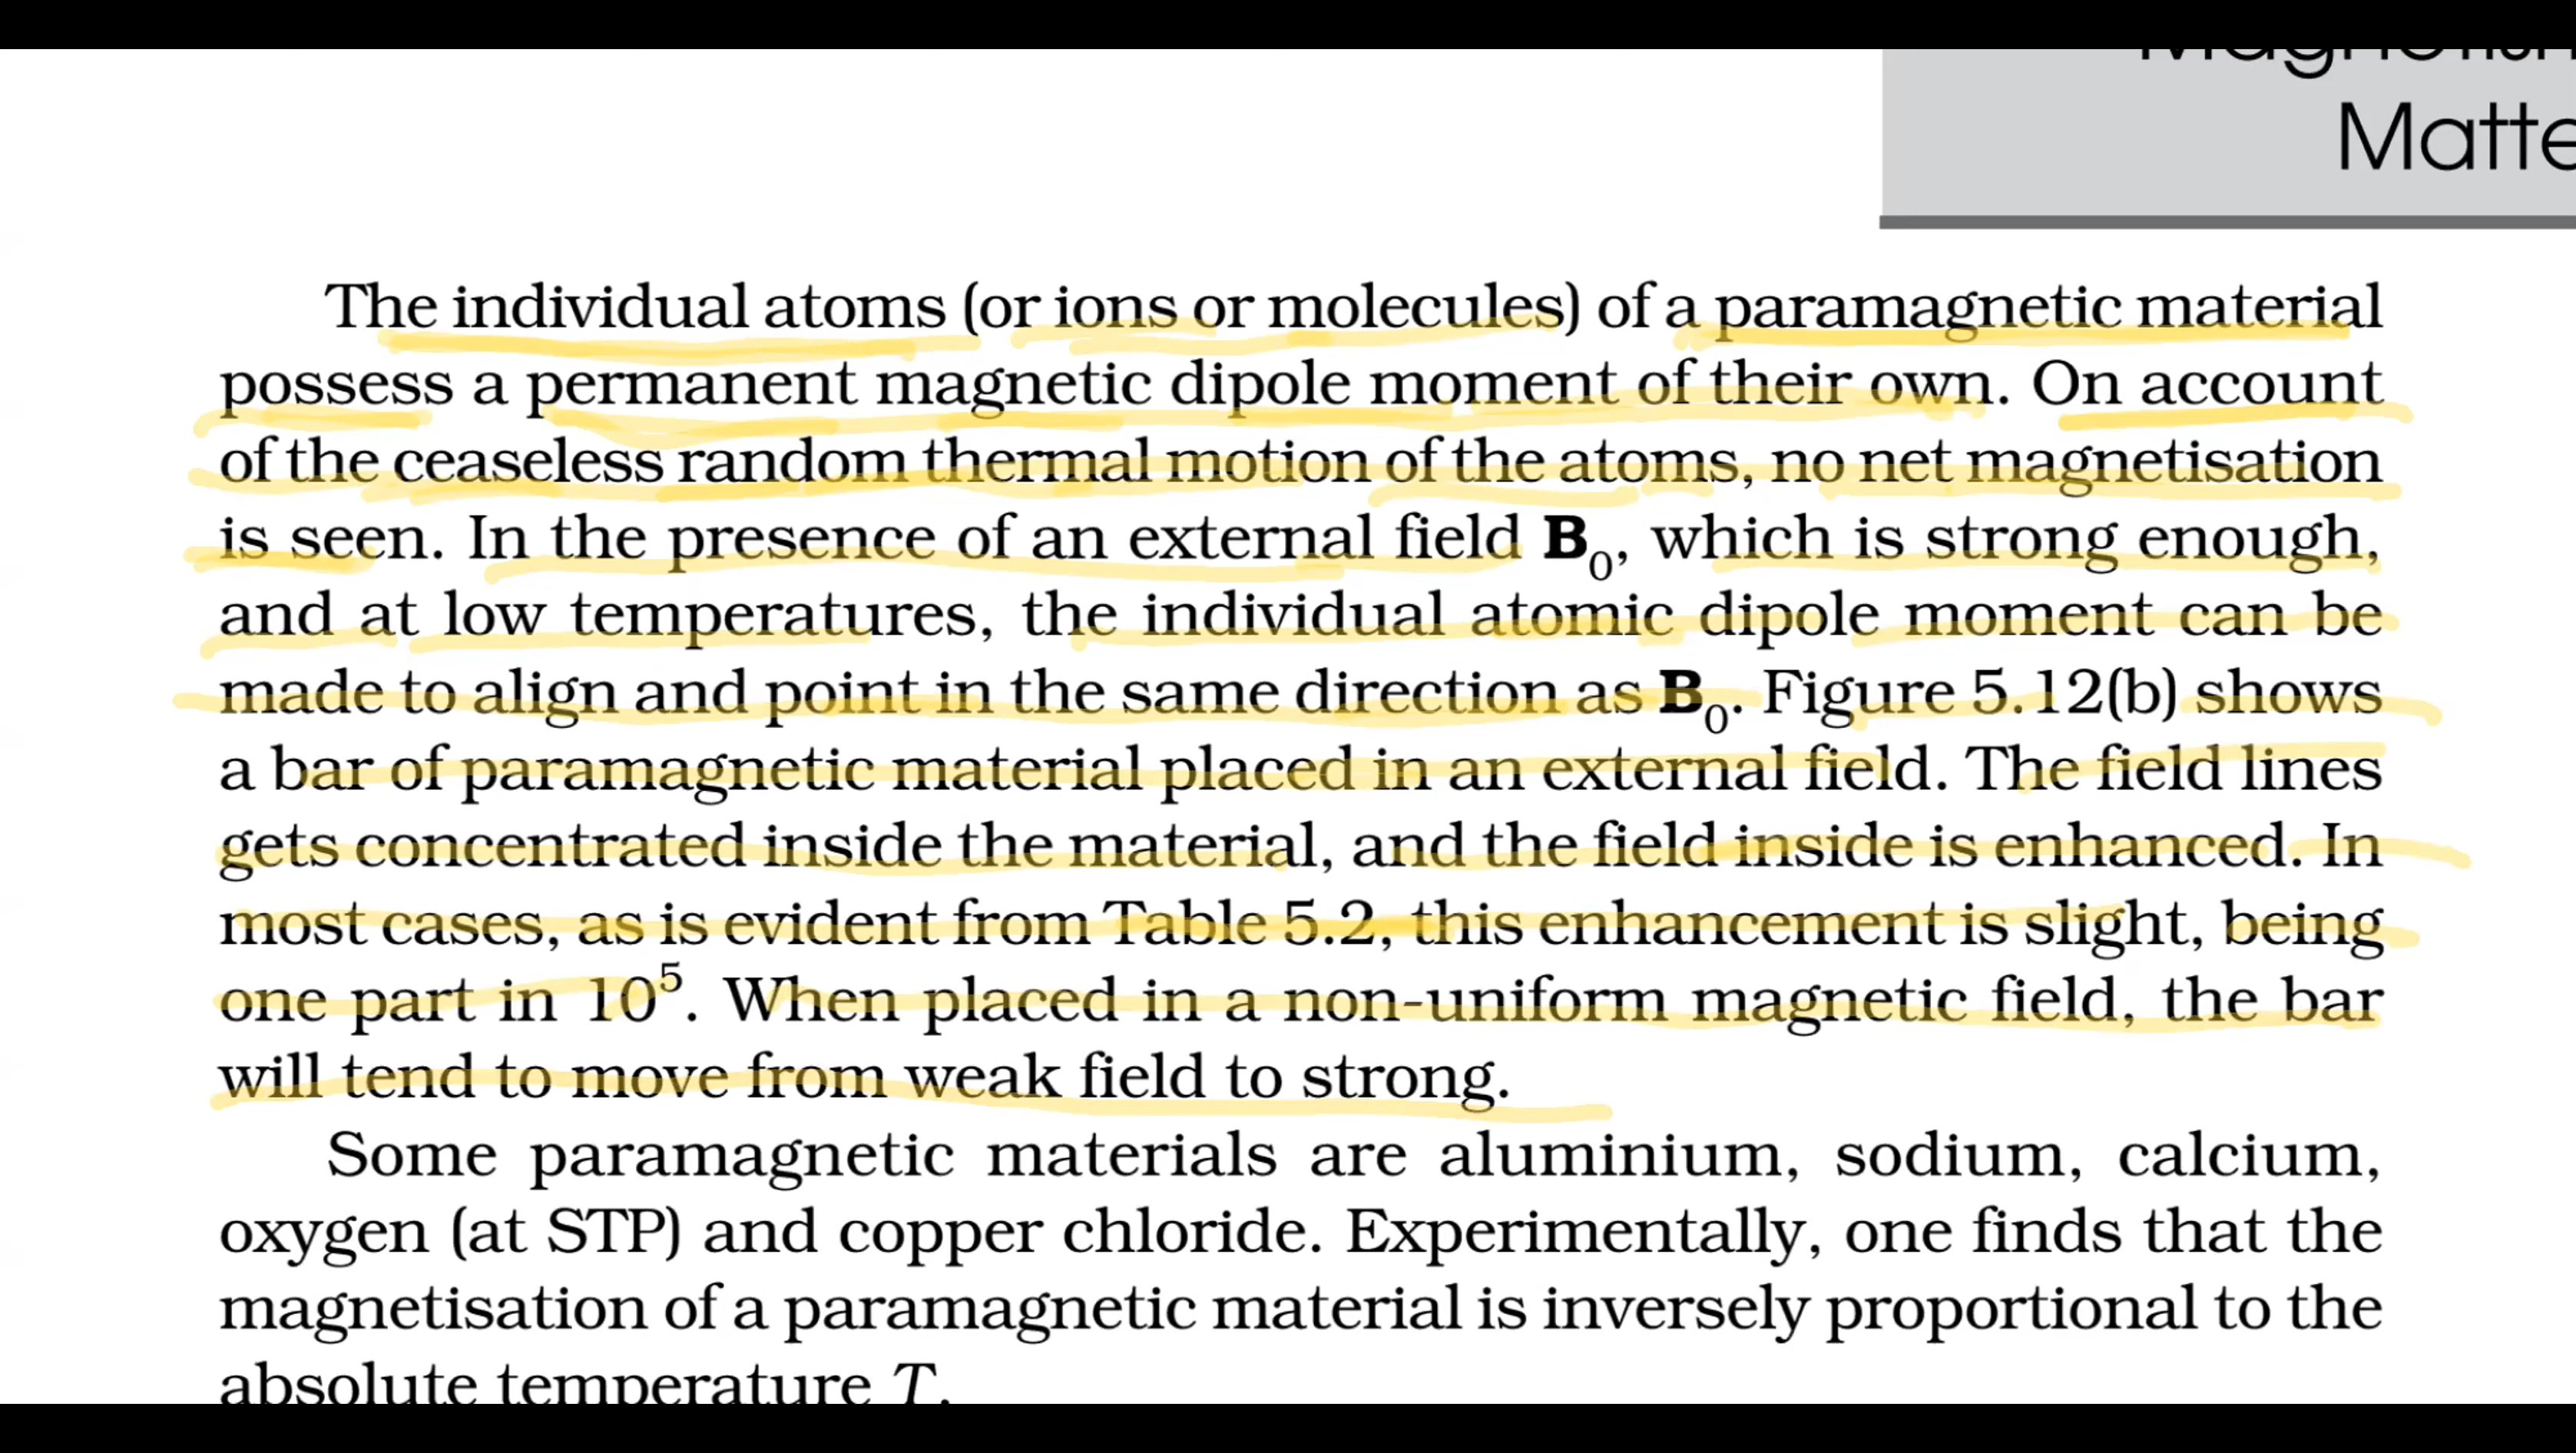 Matte
The individual atoms (or ions or molecules) of a paramagnetic material
possess a permanent magnetic dipole moment of their own. On account
of the ceaseless random thermal motion of the atoms, no net magnetisation
is seen. In the presence of an external field B₀, which is strong enough,
and at low temperatures, the individual atomic dipole moment can be
made to align and point in the same direction as B₀. Figure 5.12(b) shows
a bar of paramagnetic material placed in an external field. The field lines
gets concentrated inside the material, and the field inside is enhanced. In
most cases, as is evident from Table 5.2, this enhancement is slight, being
one part in 10⁵. When placed in a non-uniform magnetic field, the bar
will tend to move from weak field to strong.
Some paramagnetic materials are aluminium, sodium, calcium,
oxygen (at STP) and copper chloride. Experimentally, one finds that the
magnetisation of a paramagnetic material is inversely proportional to the
absolute temperature T.